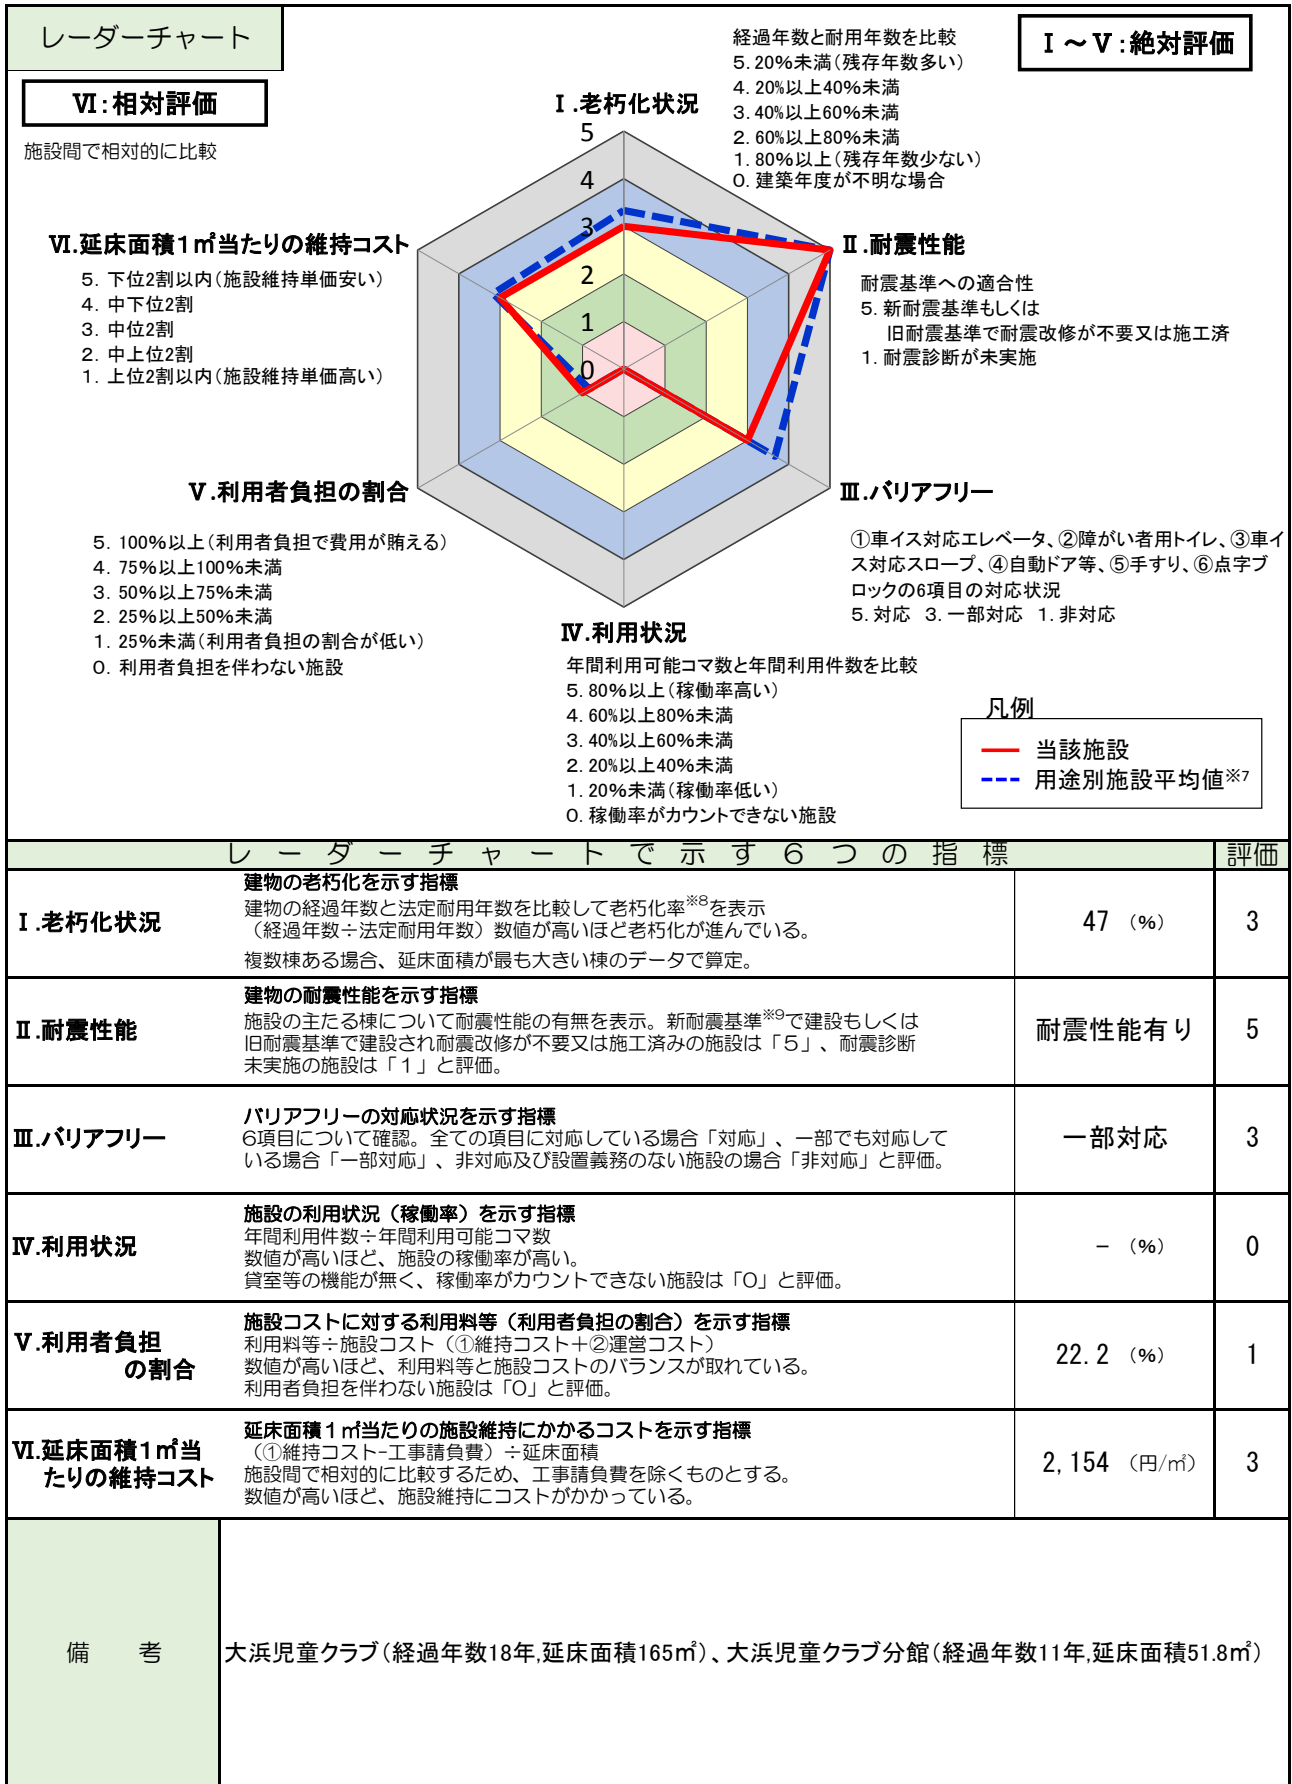 レーダーチャート
Ⅰ～Ⅴ：絶対評価
Ⅵ：相対評価
施設間で相対的に比較
経過年数と耐用年数を比較
5. 20%未満（残存年数多い）
4. 20%以上40%未満
3. 40%以上60%未満
2. 60%以上80%未満
1. 80%以上（残存年数少ない）
0. 建築年度が不明な場合
Ⅰ.老朽化状況
5
4
3
2
1
0
Ⅵ.延床面積1㎡当たりの維持コスト
5. 下位2割以内（施設維持単価安い）
4. 中下位2割
3. 中位2割
2. 中上位2割
1. 上位2割以内（施設維持単価高い）
Ⅱ.耐震性能
耐震基準への適合性
5. 新耐震基準もしくは
旧耐震基準で耐震改修が不要又は施工済
1. 耐震診断が未実施
Ⅴ.利用者負担の割合
5. 100%以上（利用者負担で費用が賄える）
4. 75%以上100%未満
3. 50%以上75%未満
2. 25%以上50%未満
1. 25%未満（利用者負担の割合が低い）
0. 利用者負担を伴わない施設
Ⅲ.バリアフリー
①車イス対応エレベータ、②障がい者用トイレ、③車イ
ス対応スロープ、④自動ドア等、⑤手すり、⑥点字ブ
ロックの6項目の対応状況
5. 対応 3. 一部対応 1. 非対応
Ⅳ.利用状況
年間利用可能コマ数と年間利用件数を比較
5. 80%以上（稼働率高い）
4. 60%以上80%未満
3. 40%以上60%未満
2. 20%以上40%未満
1. 20%未満（稼働率低い）
0. 稼働率がカウントできない施設
凡例
当該施設
用途別施設平均値※7
レーダーチャートで示す6つの指標 評価
Ⅰ.老朽化状況
建物の老朽化を示す指標
建物の経過年数と法定耐用年数を比較して老朽化率※8を表示
（経過年数÷法定耐用年数）数値が高いほど老朽化が進んでいる。
複数棟ある場合、延床面積が最も大きい棟のデータで算定。
47 （%） 3
Ⅱ.耐震性能
建物の耐震性能を示す指標
施設の主たる棟について耐震性能の有無を表示。新耐震基準※9で建設もしくは
旧耐震基準で建設され耐震改修が不要又は施工済みの施設は「5」、耐震診断
未実施の施設は「1」と評価。
耐震性能有り 5
Ⅲ.バリアフリー
バリアフリーの対応状況を示す指標
6項目について確認。全ての項目に対応している場合「対応」、一部でも対応して
いる場合「一部対応」、非対応及び設置義務のない施設の場合「非対応」と評価。
一部対応 3
Ⅳ.利用状況
施設の利用状況（稼働率）を示す指標
年間利用件数÷年間利用可能コマ数
数値が高いほど、施設の稼働率が高い。
貸室等の機能が無く、稼働率がカウントできない施設は「0」と評価。
－ （%） 0
Ⅴ.利用者負担
の割合
施設コストに対する利用料等（利用者負担の割合）を示す指標
利用料等÷施設コスト（①維持コスト＋②運営コスト）
数値が高いほど、利用料等と施設コストのバランスが取れている。
利用者負担を伴わない施設は「0」と評価。
22.2 （%） 1
Ⅵ.延床面積1㎡当
たりの維持コスト
延床面積1㎡当たりの施設維持にかかるコストを示す指標
（①維持コスト-工事請負費）÷延床面積
施設間で相対的に比較するため、工事請負費を除くものとする。
数値が高いほど、施設維持にコストがかかっている。
2,154 （円/㎡） 3
備 考
大浜児童クラブ（経過年数18年,延床面積165㎡）、大浜児童クラブ分館（経過年数11年,延床面積51.8㎡）